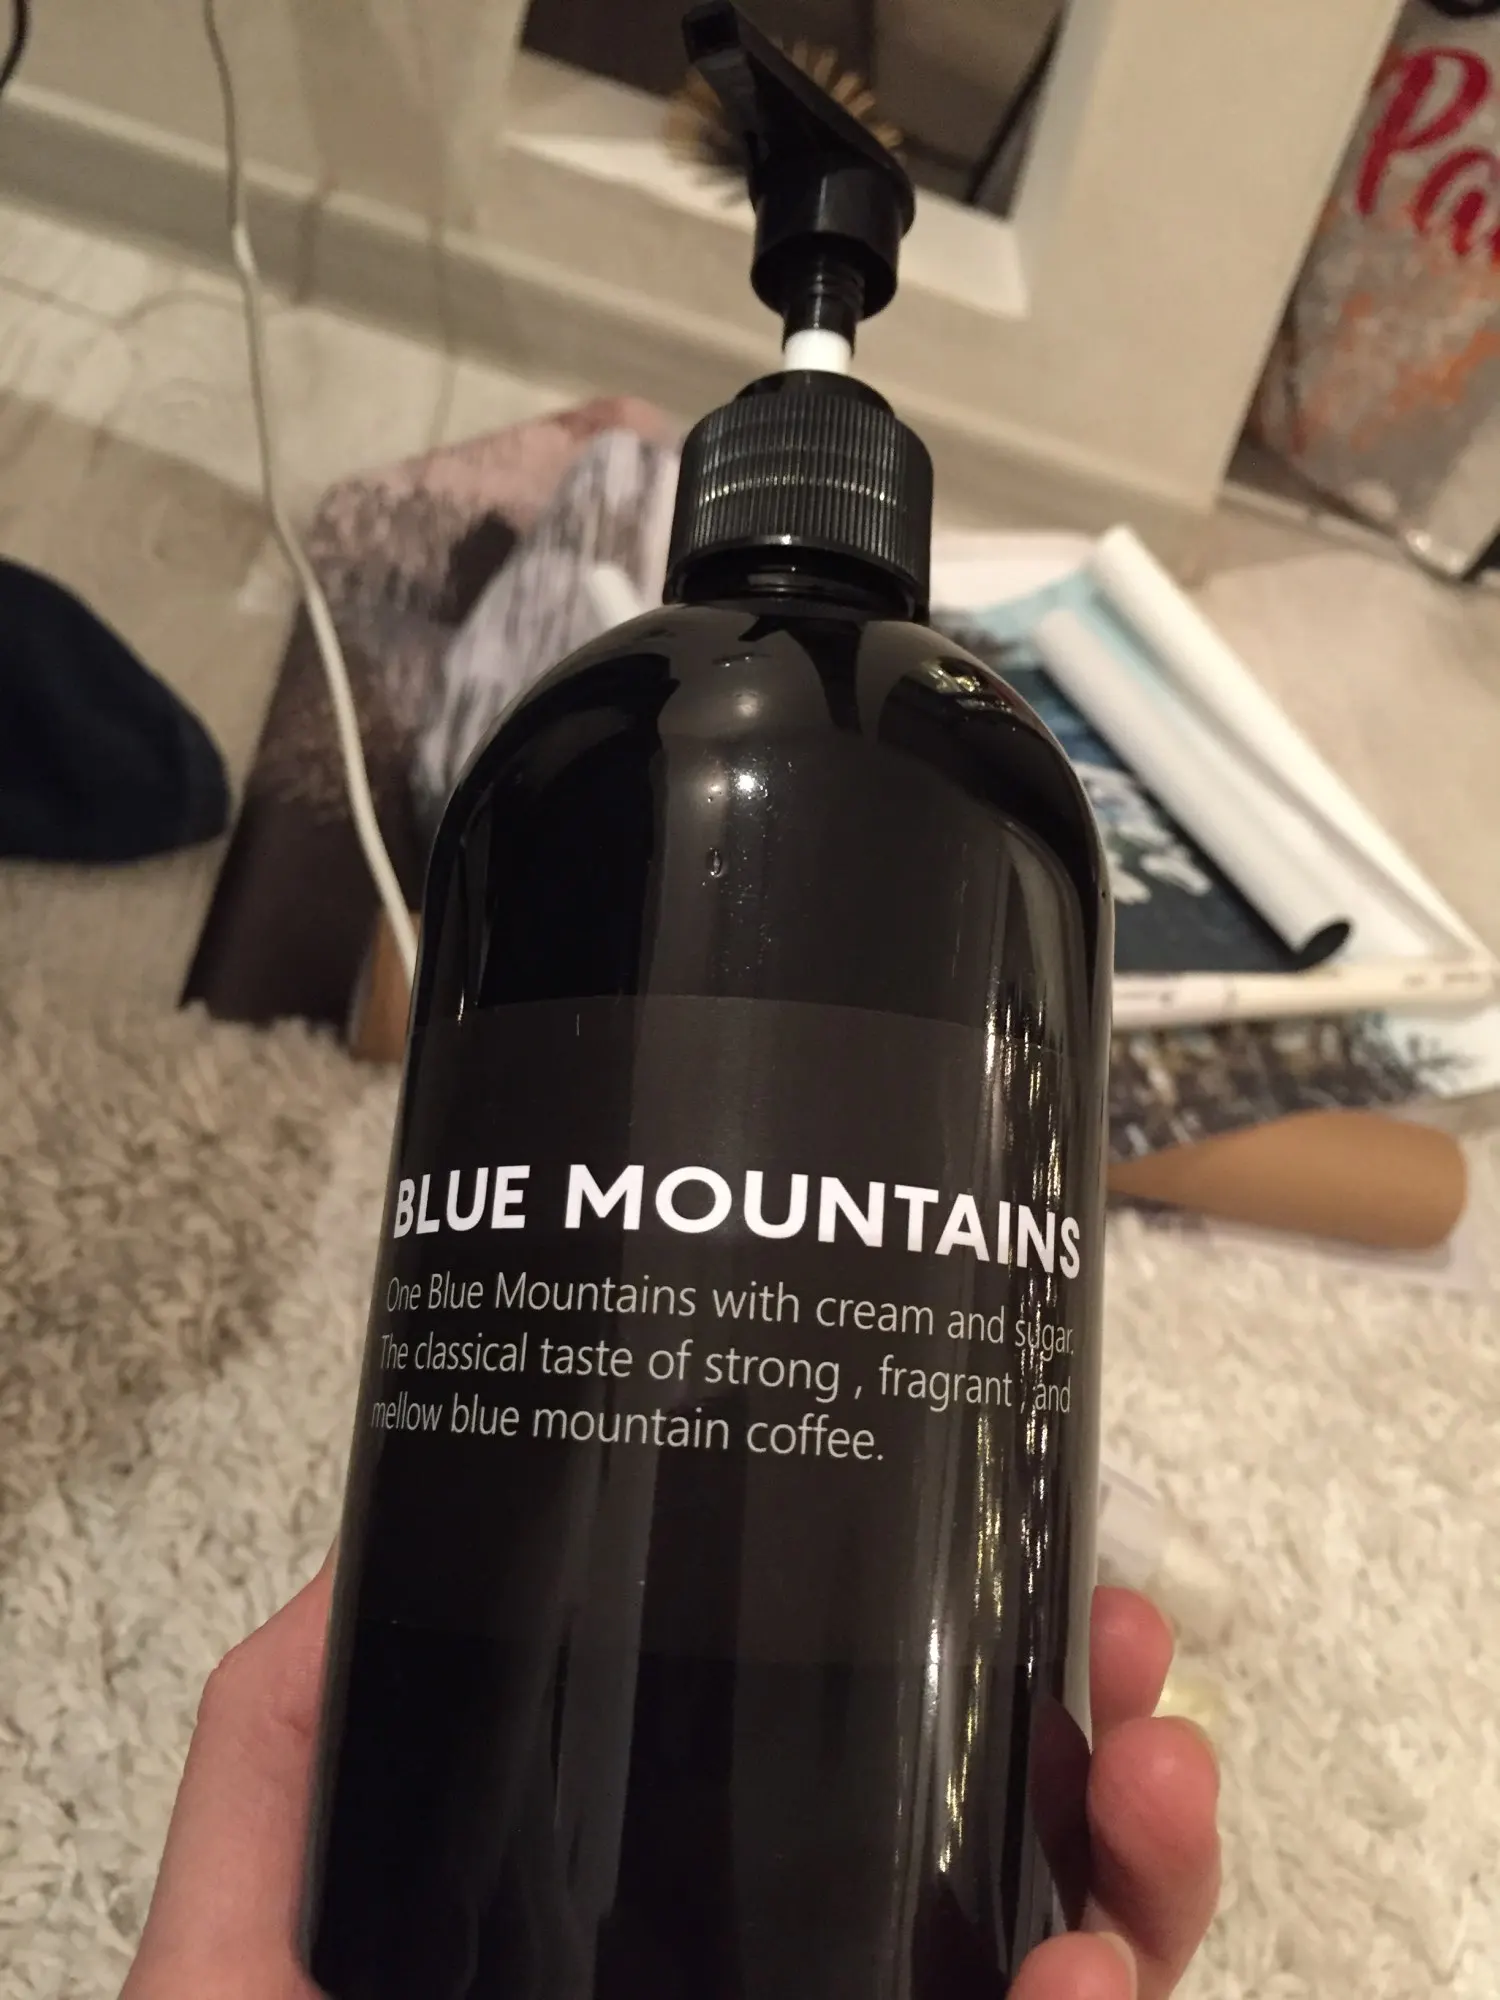 Pa
BLUE MOUNTAINS
One Blue Mountains with cream and sugar.
The classical taste of strong , fragrant , and
mellow blue mountain coffee.